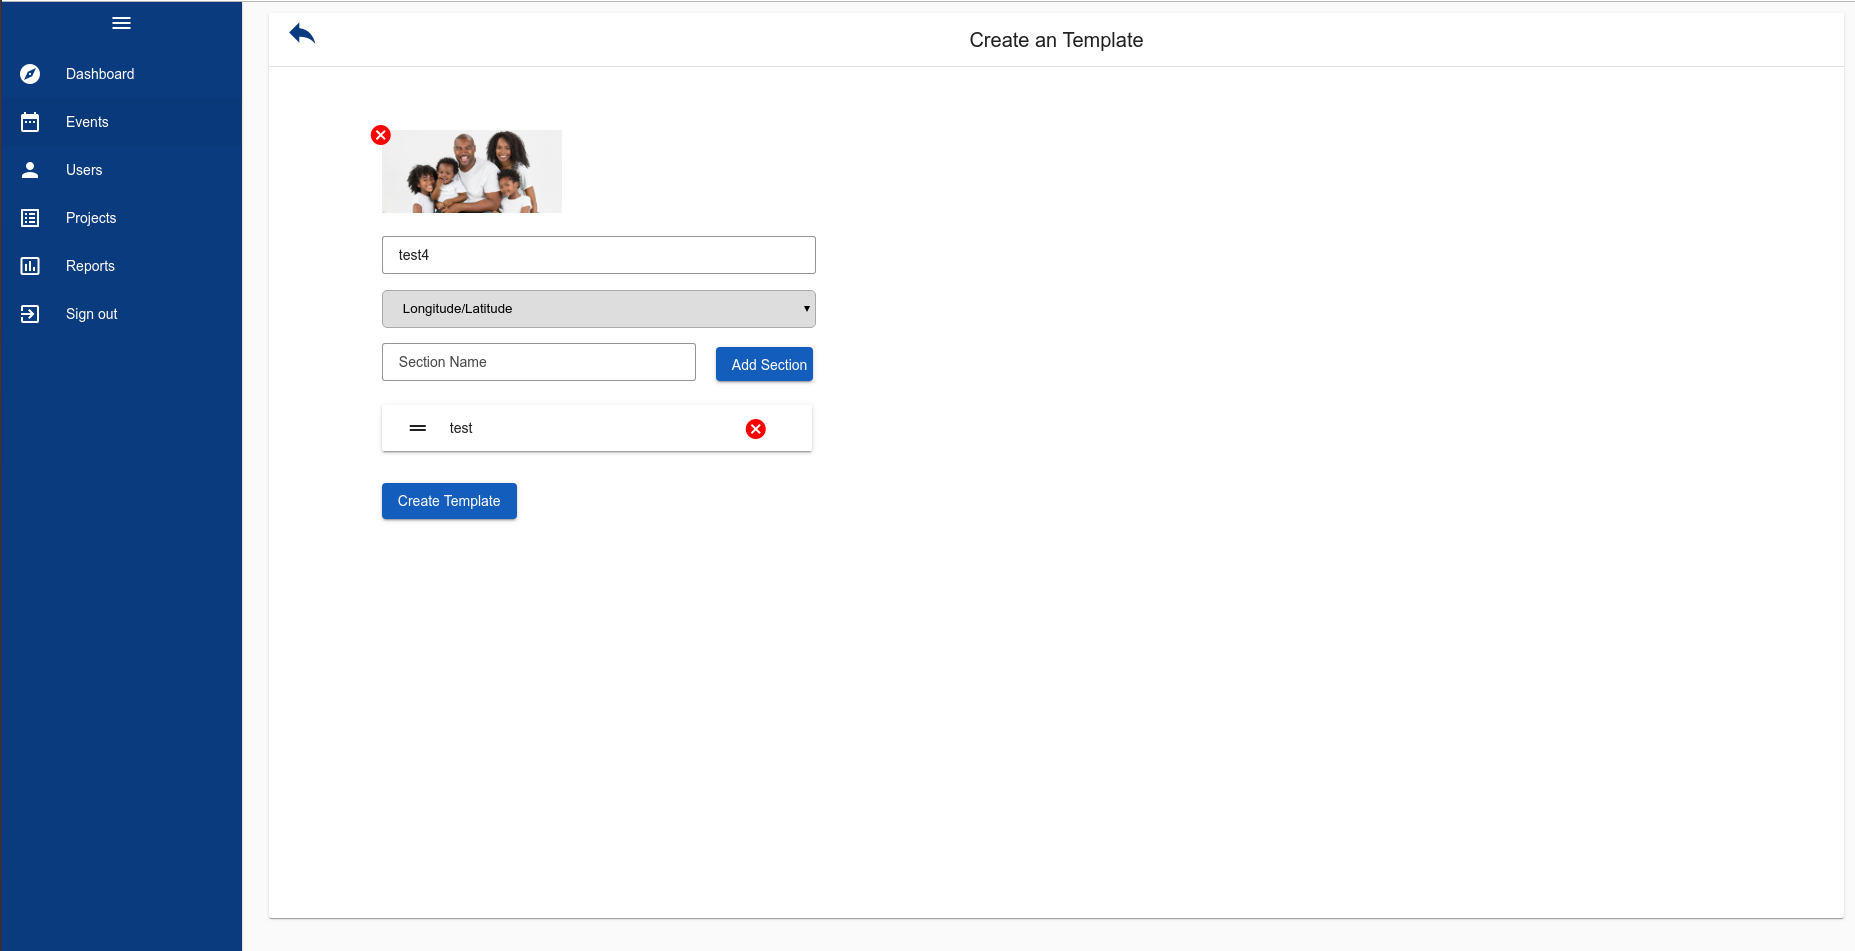 Dashboard
Events
Users
Projects
Reports
Sign out
Create an Template
test4
Longitude/Latitude
Section Name
Add Section
test
Create Template